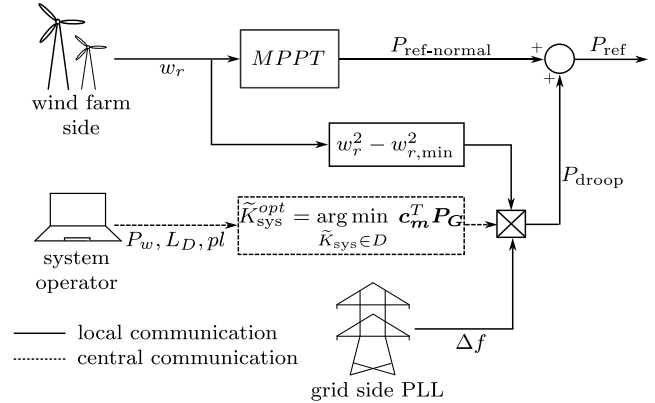 wind farm
side
w_r
MPPT
P_ref-normal
+
+
P_ref
w_r^2 − w_{r,min}^2
P_droop
system
operator
P_w, L_D, pl
K̃_sys^opt = arg min c_m^T P_G
K̃_sys∈D
Δf
local communication
central communication
grid side PLL